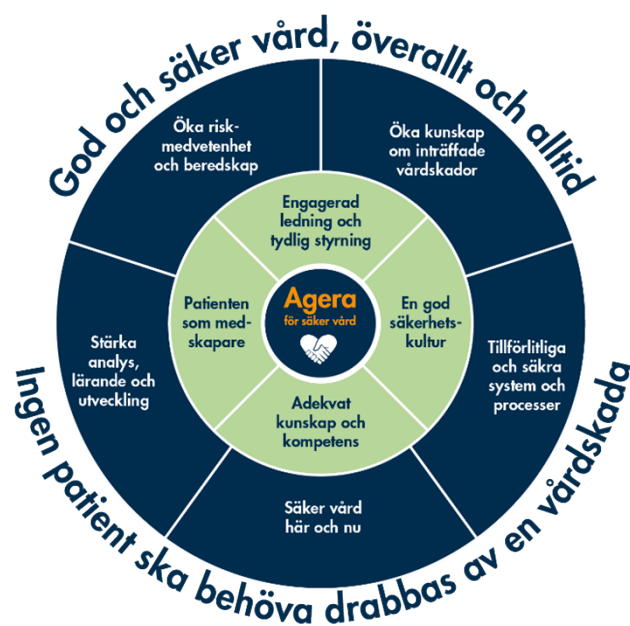 God och säker vård, överallt och alltid
Öka risk-
medvetenhet
och beredskap
Öka kunskap
om inträffade
vårdskador
Engagerad
ledning och
tydlig styrning
Patienten
som med-
skapare
Agera
för säker vård
En god
säkerhets-
kultur
Stärka
analys,
lärande och
utveckling
Tillförlitliga
och säkra
system och
processer
Adekvat
kunskap och
kompetens
Säker vård
här och nu
Ingen patient ska behöva drabbas av en vårdskada